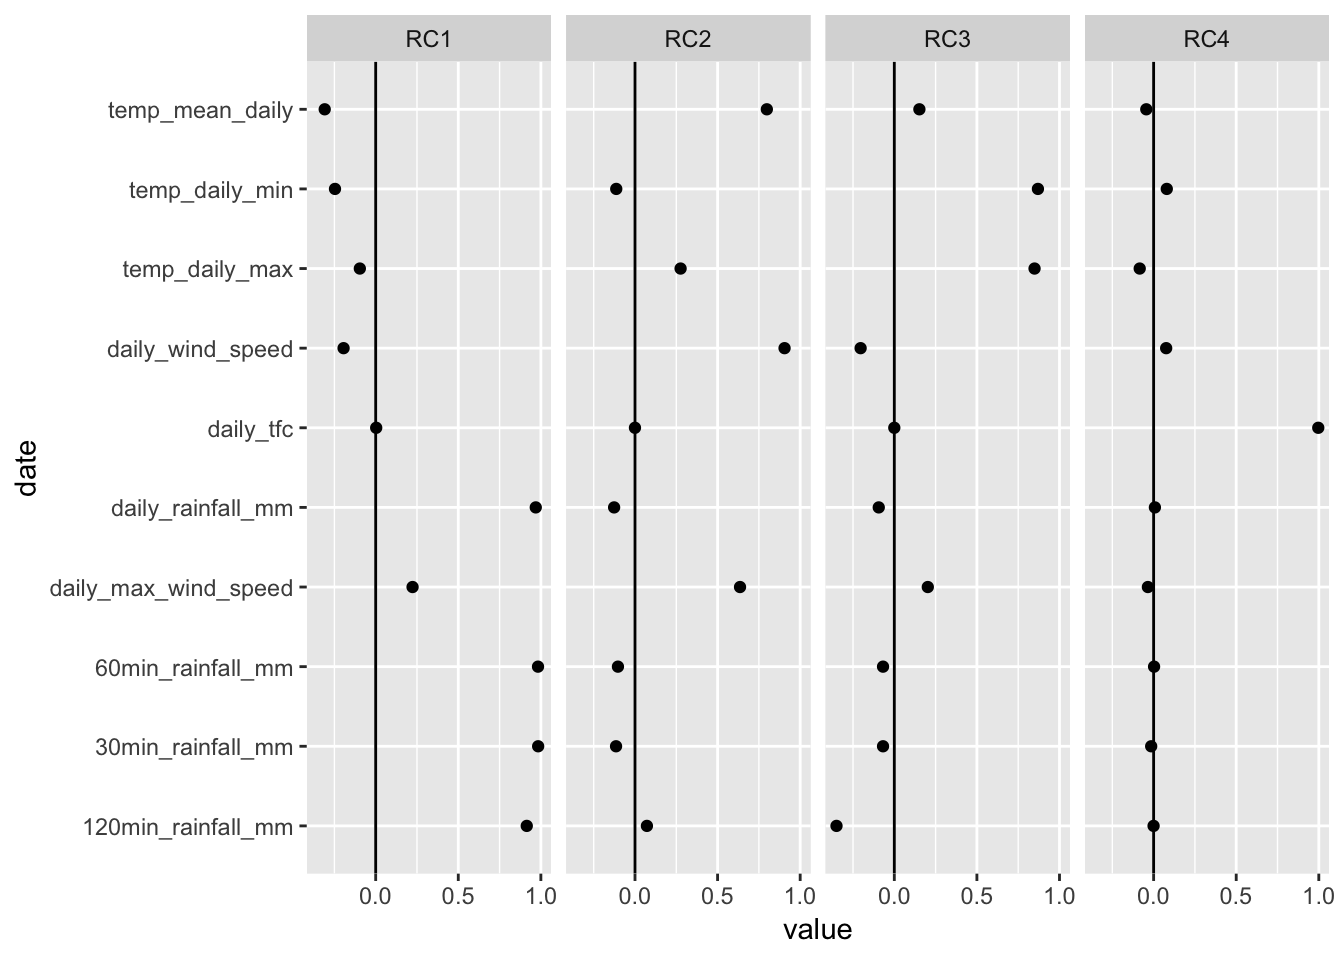 RC1 RC2 RC3 RC4
temp_mean_daily
temp_daily_min
temp_daily_max
daily_wind_speed
daily_tfc
daily_rainfall_mm
daily_max_wind_speed
60min_rainfall_mm
30min_rainfall_mm
120min_rainfall_mm
date
0.0 0.5 1.0 0.0 0.5 1.0 0.0 0.5 1.0 0.0 0.5 1.0
value